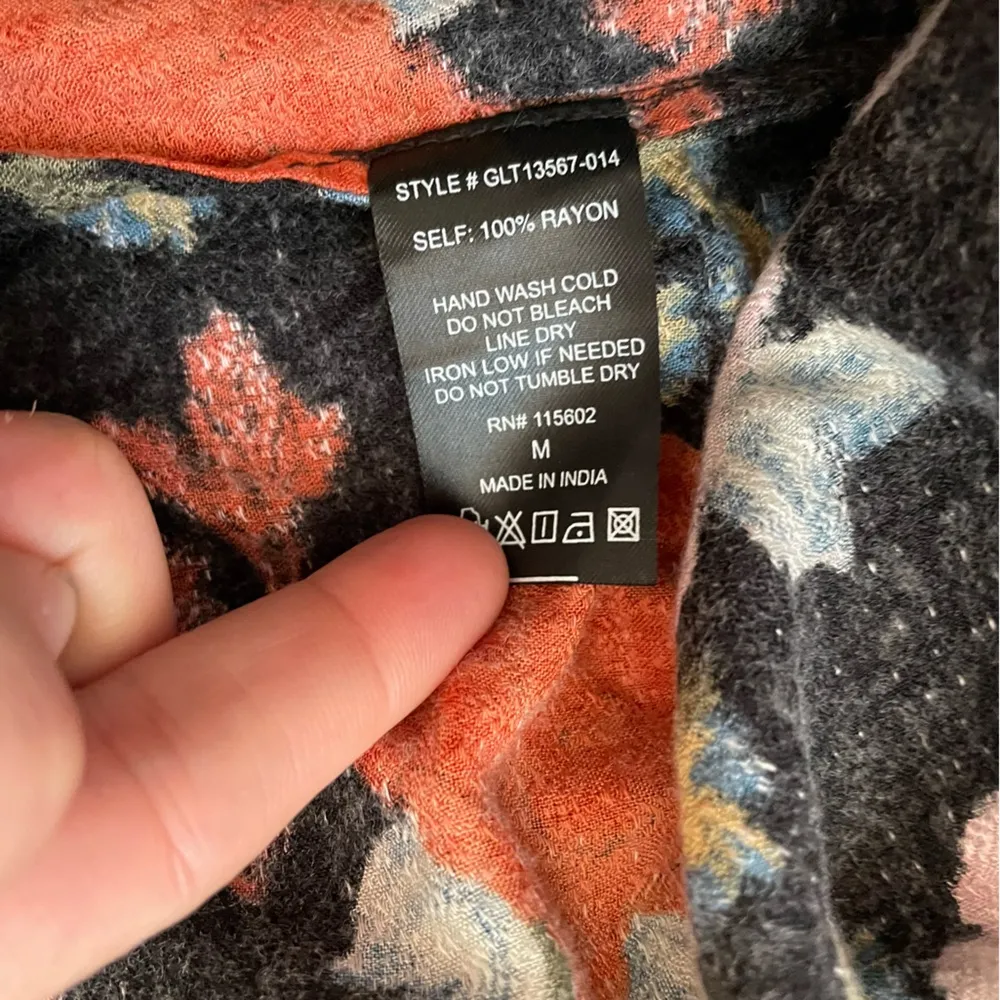 STYLE # GLT13567-014
SELF: 100% RAYON
HAND WASH COLD
DO NOT BLEACH
LINE DRY
IRON LOW IF NEEDED
DO NOT TUMBLE DRY
RN# 115602
M
MADE IN INDIA